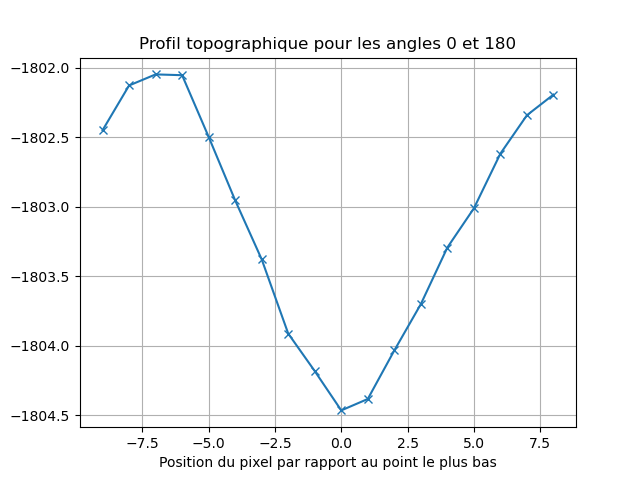 Profil topographique pour les angles 0 et 180
−1802.0
−1802.5
−1803.0
−1803.5
−1804.0
−1804.5
−7.5 −5.0 −2.5 0.0 2.5 5.0 7.5
Position du pixel par rapport au point le plus bas